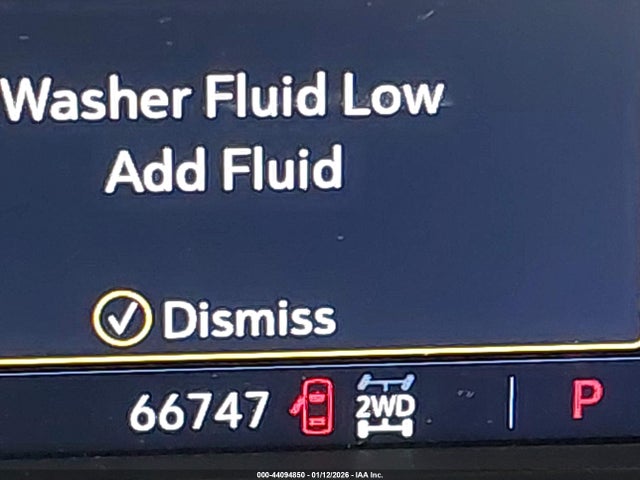 Washer Fluid Low
Add Fluid
Dismiss
66747 2WD P
000-44094850 - 01/12/2026 - IAA Inc.